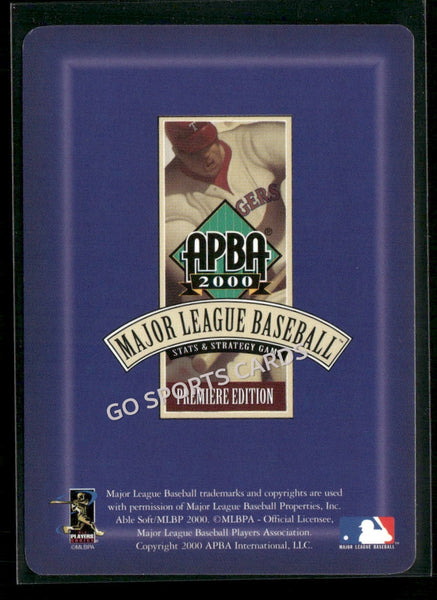 T
GERS
APBA®
2000
MAJOR LEAGUE BASEBALL™
STATS & STRATEGY GAME
GO SPORTS CARDS
PREMIERE EDITION
Major League Baseball trademarks and copyrights are used
with permission of Major League Baseball Properties, Inc.
Able Soft/MLBP 2000. ©MLBPA - Official Licensee,
Major League Baseball Players Association.
Copyright 2000 APBA International, LLC.
PLAYERS
©MLBPA
MAJOR LEAGUE BASEBALL